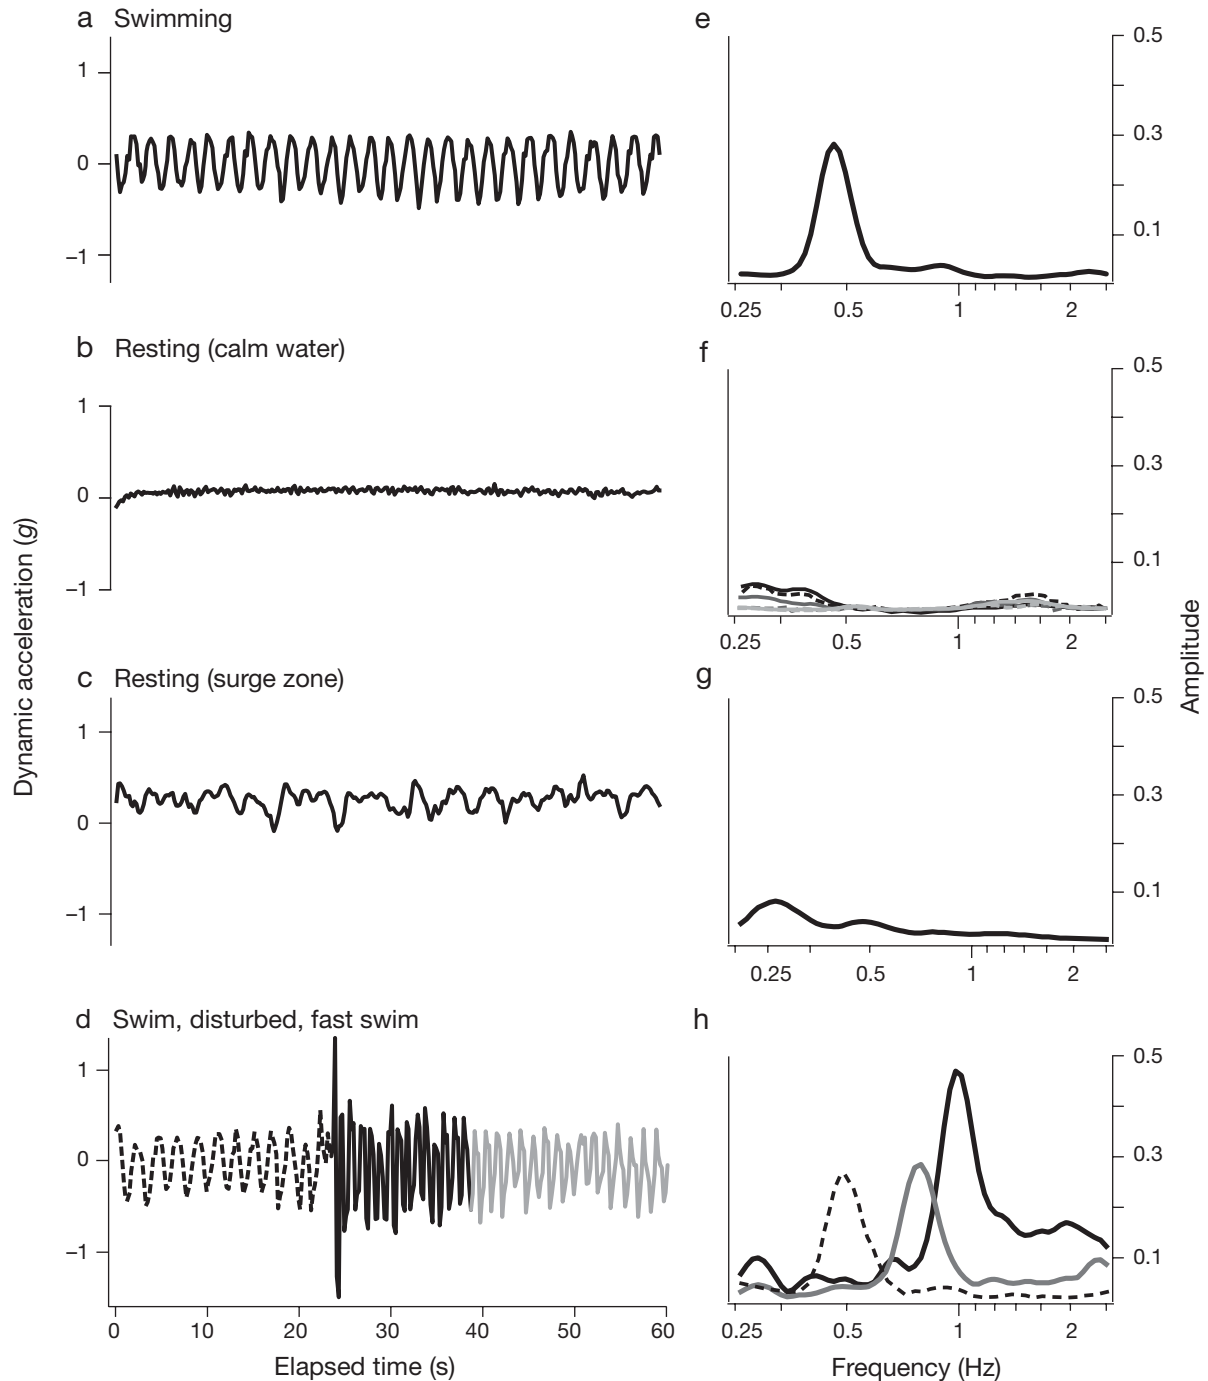 a Swimming
1
0
–1
e
0.5
0.3
0.1
0.25 0.5 1 2
b Resting (calm water)
1
0
–1
f
0.5
0.3
0.1
0.25 0.5 1 2
c Resting (surge zone)
1
0
–1
g
0.5
0.3
0.1
0.25 0.5 1 2
d Swim, disturbed, fast swim
1
0
–1
0 10 20 30 40 50 60
Elapsed time (s)
h
0.5
0.3
0.1
0.25 0.5 1 2
Frequency (Hz)
Dynamic acceleration (g)
Amplitude